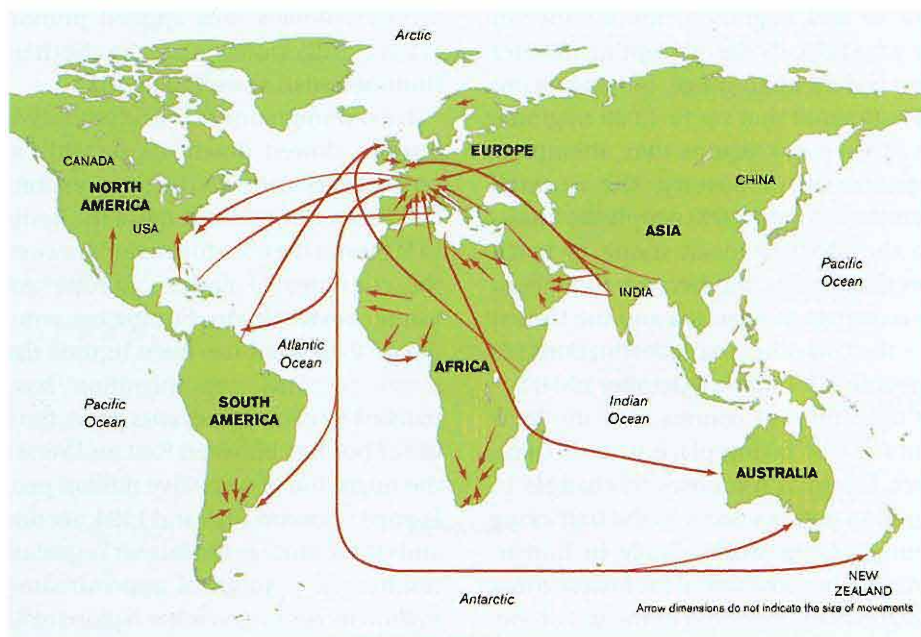 Arctic
CANADA
NORTH
AMERICA
USA
EUROPE
CHINA
ASIA
INDIA
Pacific
Ocean
Atlantic
Ocean
AFRICA
SOUTH
AMERICA
Pacific
Ocean
Indian
Ocean
AUSTRALIA
NEW
ZEALAND
Antarctic
Arrow dimensions do not indicate the size of movements